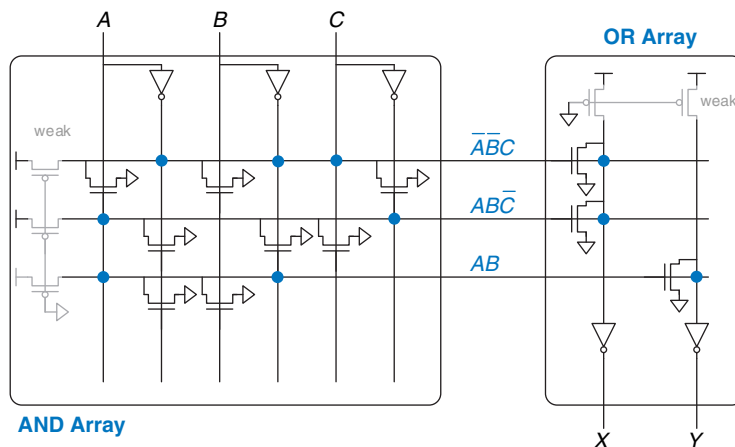 A B C
OR Array
weak
weak
A̅B̅C
ABC̅
AB
AND Array
X Y